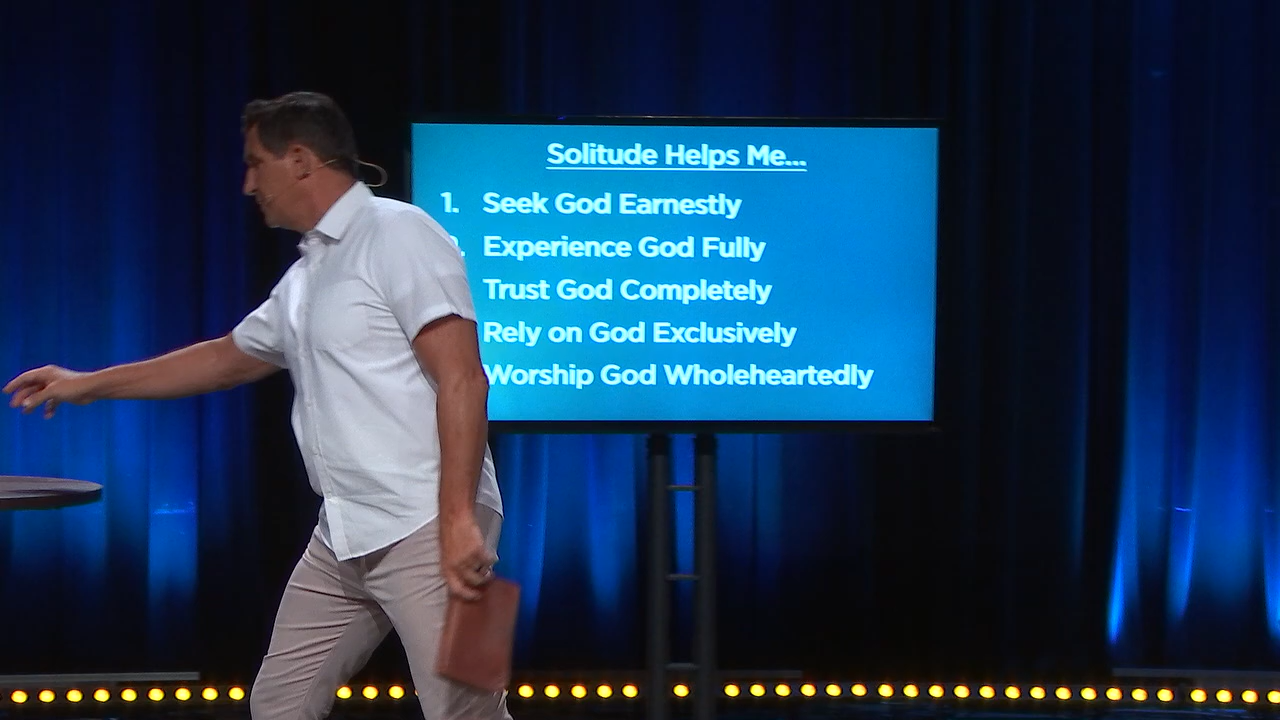 Solitude Helps Me...
1. Seek God Earnestly
Experience God Fully
Trust God Completely
Rely on God Exclusively
Worship God Wholeheartedly